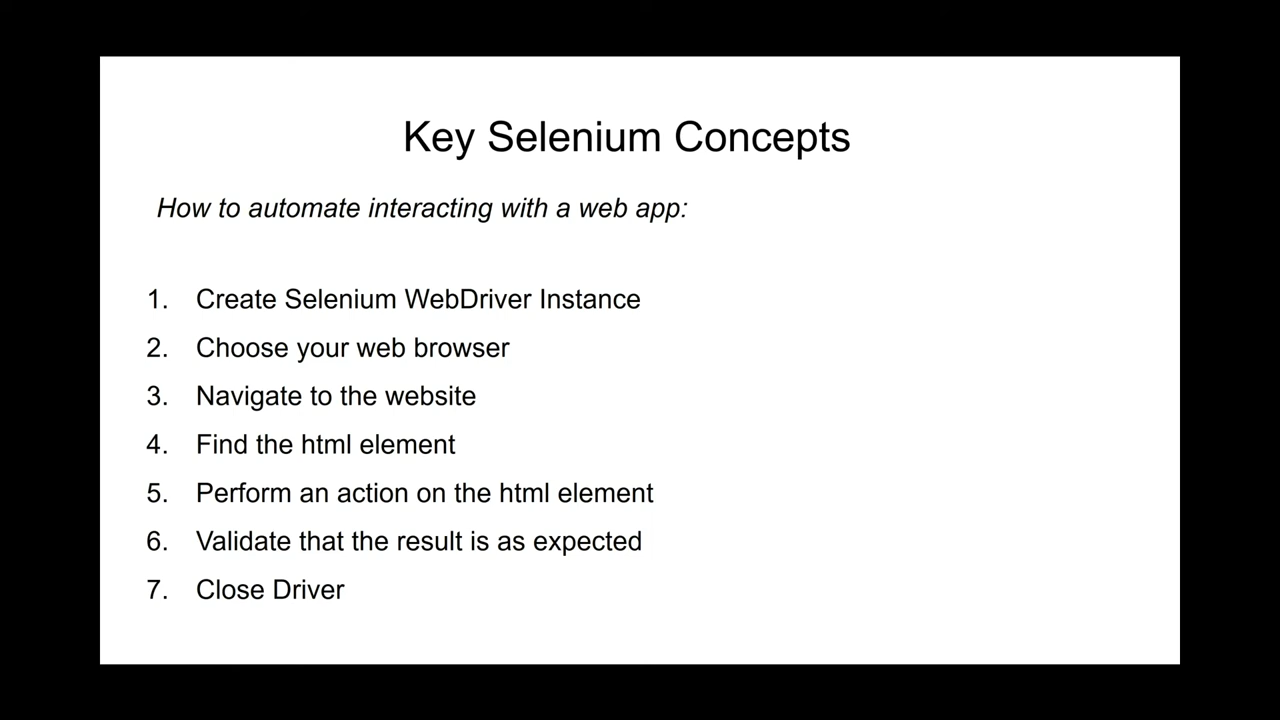 Key Selenium Concepts
How to automate interacting with a web app:
1. Create Selenium WebDriver Instance
2. Choose your web browser
3. Navigate to the website
4. Find the html element
5. Perform an action on the html element
6. Validate that the result is as expected
7. Close Driver